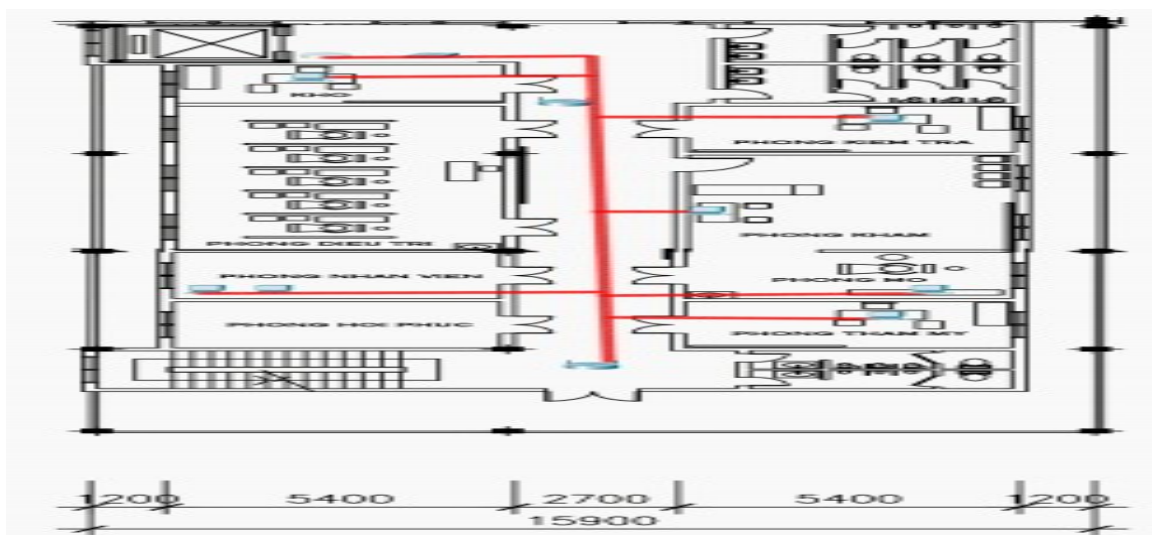 KHO
PHONG KIEM TRA
PHONG DIEU TRI
PHONG KHAM
PHONG NHAN VIEN
PHONG MO
PHONG HOI PHUC
PHONG THAM MY
1200 5400 2700 5400 1200
15900